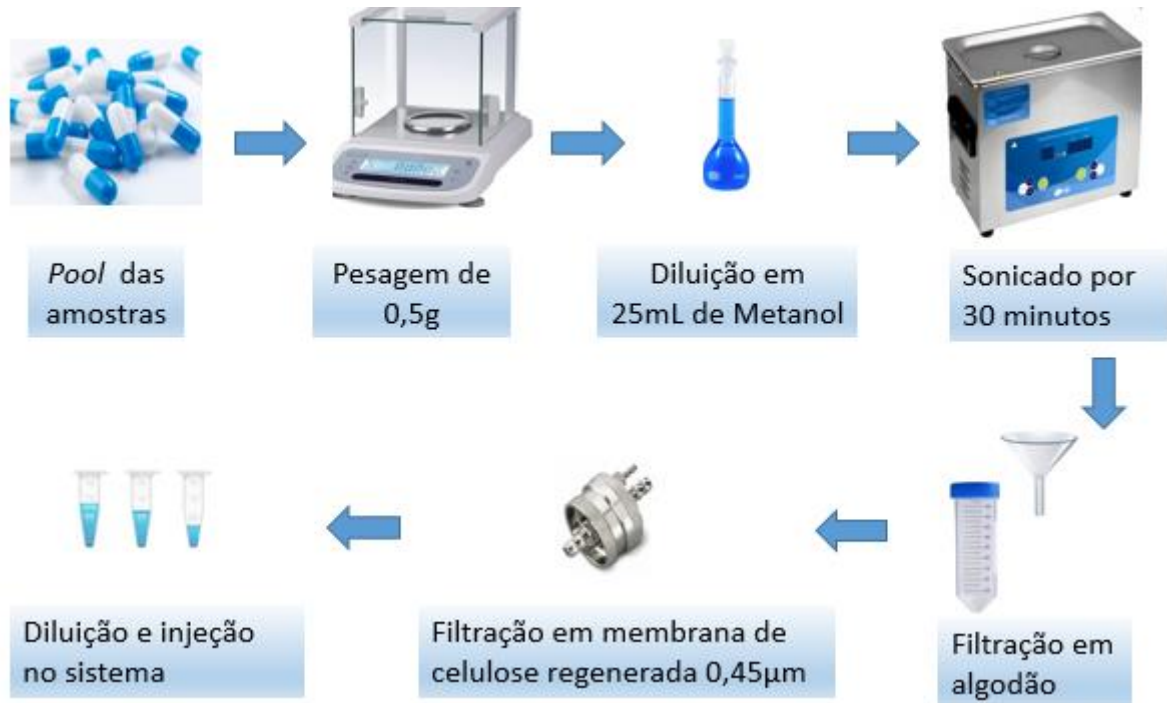 Pool das
amostras
Pesagem de
0,5g
Diluição em
25mL de Metanol
Sonicado por
30 minutos
Filtração em
algodão
Filtração em membrana de
celulose regenerada 0,45µm
Diluição e injeção
no sistema